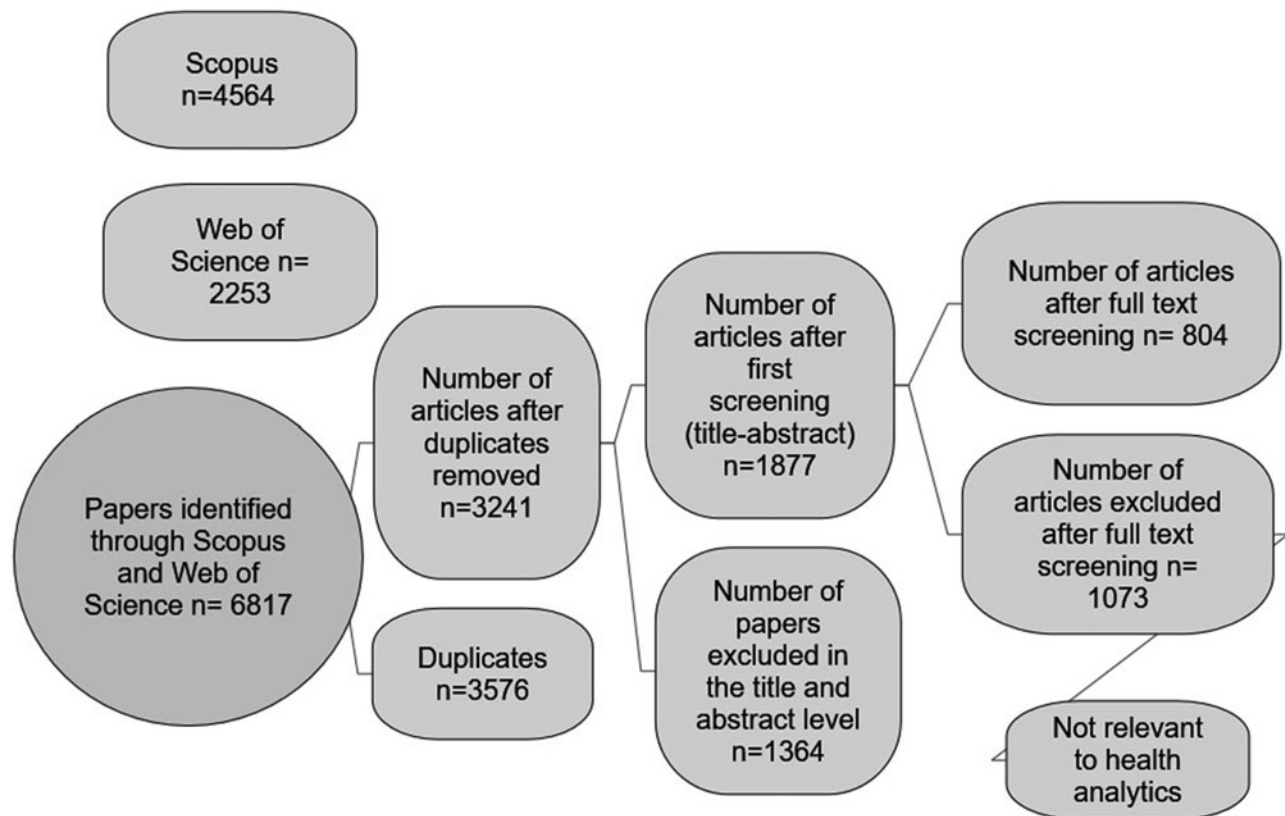 Scopus
n=4564
Web of
Science n=
2253
Papers identified
through Scopus
and Web of
Science n= 6817
Number of
articles after
duplicates
removed
n=3241
Duplicates
n=3576
Number of
articles after
first
screening
(title-abstract)
n=1877
Number of
papers
excluded in
the title and
abstract level
n=1364
Number of articles
after full text
screening n= 804
Number of
articles excluded
after full text
screening n=
1073
Not relevant
to health
analytics